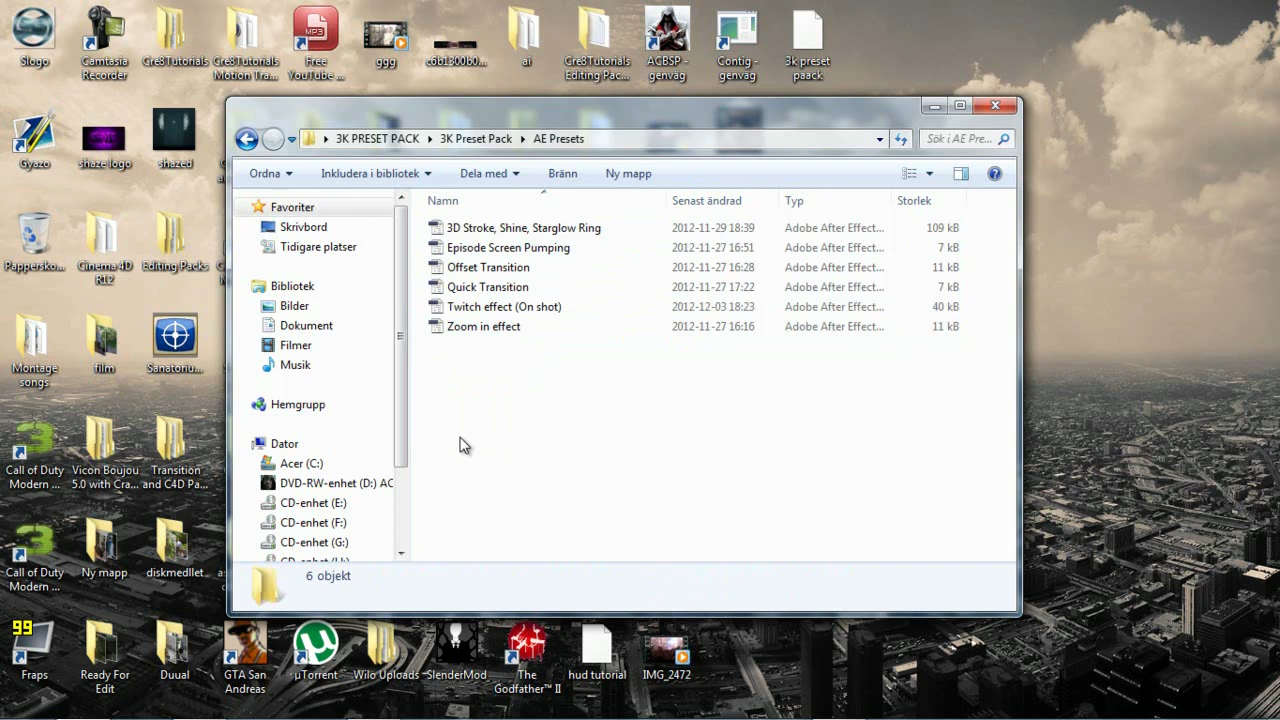 Slogo
Camtasia
Recorder
Cre8Tutorials
Cre8Tutorials
Motion Tra...
MP3
Free
YouTube ...
ggg
c6b1300b0...
ai
Cre8Tutorials
Editing Pac...
ACBSP -
genväg
Contig -
genväg
3k preset
paack
Gyazo
shaze logo
shazed
Pappersko...
Cinema 4D
R12
Editing Packs
Montage
songs...
film
Sanatoriu...
3
Call of Duty
Modern ...
Vicon Boujou
5.0 with Cra...
Transition
and C4D Pa...
3
Call of Duty
Modern ...
Ny mapp
diskmedllet
99
Fraps
Ready For
Edit
Duual
GTA San
Andreas
µTorrent
Wilo Uploads
SlenderMod
The
Godfather™ II
hud tutorial
IMG_2472
3K PRESET PACK
3K Preset Pack
AE Presets
Sök i AE Pre...
Ordna
Inkludera i bibliotek
Dela med
Bränn
Ny mapp
Favoriter
Skrivbord
Tidigare platser
Bibliotek
Bilder
Dokument
Filmer
Musik
Hemgrupp
Dator
Acer (C:)
DVD-RW-enhet (D:) AC
CD-enhet (E:)
CD-enhet (F:)
CD-enhet (G:)
Namn Senast ändrad Typ Storlek
3D Stroke, Shine, Starglow Ring 2012-11-29 18:39 Adobe After Effect... 109 kB
Episode Screen Pumping 2012-11-27 16:51 Adobe After Effect... 7 kB
Offset Transition 2012-11-27 16:28 Adobe After Effect... 11 kB
Quick Transition 2012-11-27 17:22 Adobe After Effect... 7 kB
Twitch effect (On shot) 2012-12-03 18:23 Adobe After Effect... 40 kB
Zoom in effect 2012-11-27 16:16 Adobe After Effect... 11 kB
6 objekt